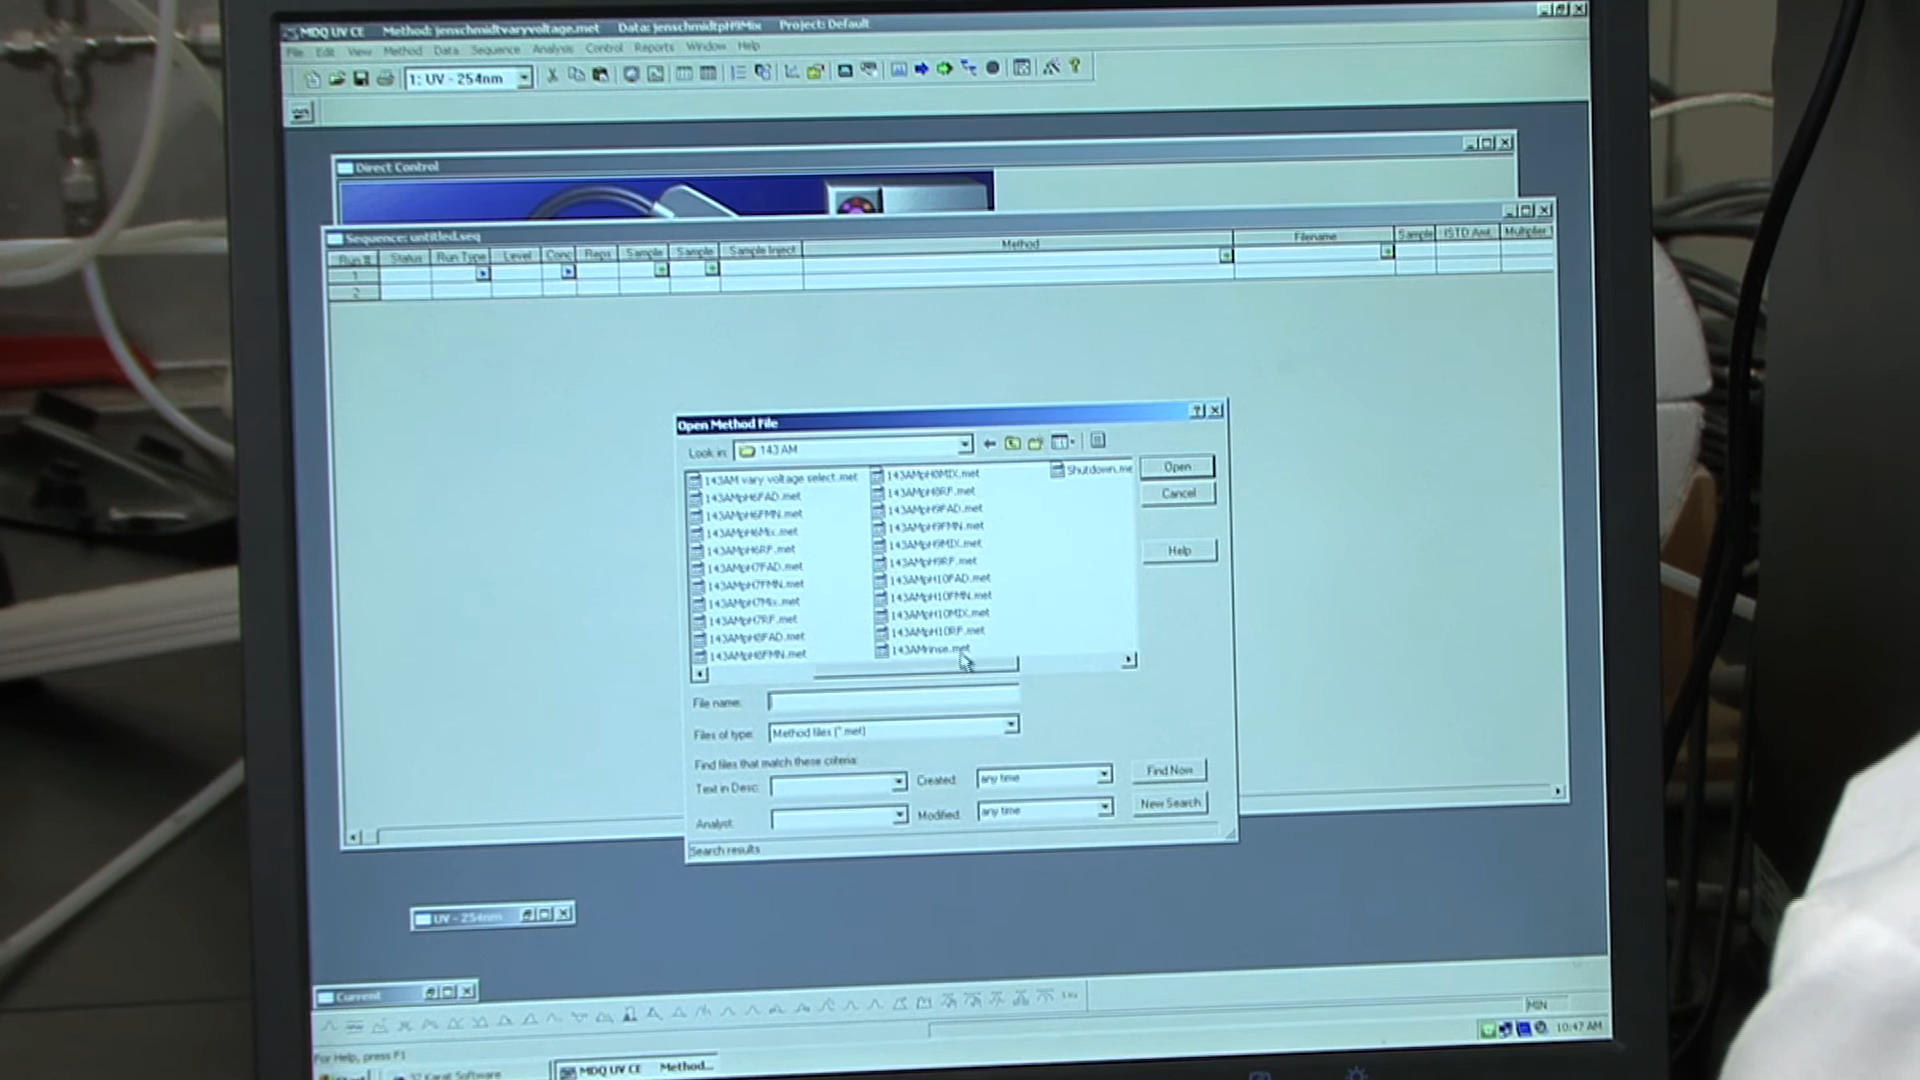 MDQ UV CE Method: jenschmidtvaryvoltage.met Data: jenschmidtpH9Mix Project: Default
File Edit View Method Data Sequence Analysis Control Reports Window Help
1: UV - 254nm
Direct Control
Sequence: untitled.seq
Run # Status Run Type Level Conc Reps Sample Sample Sample Inject Method Filename Sample ISTD Amt. Multiplier 1
1
2
Open Method File
Look in: 143 AM
143AM vary voltage select.met
143AMpH6FAD.met
143AMpH6FMN.met
143AMpH6Mix.met
143AMpH6RF.met
143AMpH7FAD.met
143AMpH7FMN.met
143AMpH7Mix.met
143AMpH7RF.met
143AMpH8FAD.met
143AMpH8FMN.met
143AMpH8MIX.met
143AMpH8RF.met
143AMpH9FAD.met
143AMpH9FMN.met
143AMpH9MIX.met
143AMpH9RF.met
143AMpH10FAD.met
143AMpH10FMN.met
143AMpH10MIX.met
143AMpH10RF.met
143AMrinse.met
Shutdown.me
Open
Cancel
Help
File name:
Files of type: Method files (*.met)
Find files that match these criteria:
Text in Desc: Created: any time Find Now
Analyst: Modified: any time New Search
Search results
UV - 254nm
Current
MIN
For Help, press F1
10:47 AM
Start 32 Karat Software MDQ UV CE Method...